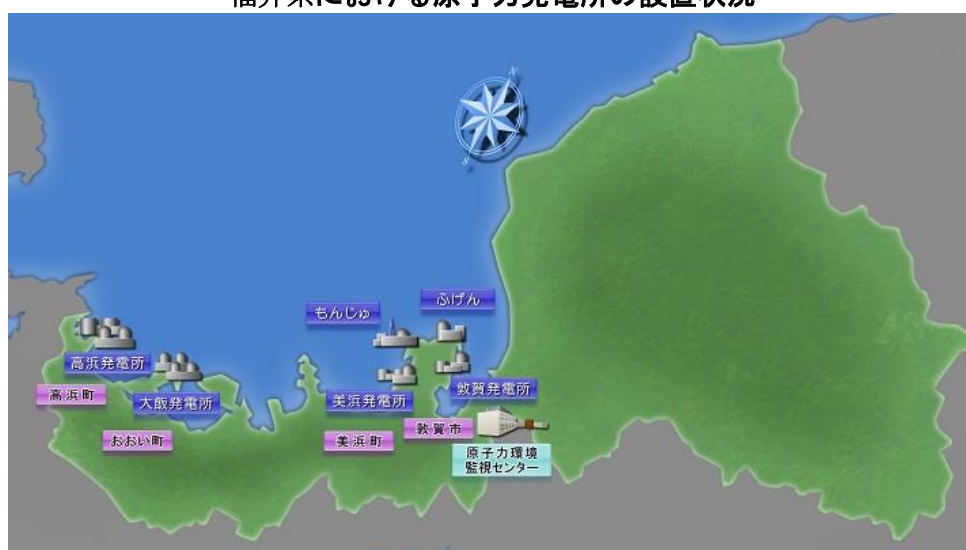 福井県における原子力発電所の設置状況
N
S
ふげん
もんじゅ
高浜発電所
敦賀発電所
高浜町
大飯発電所
美浜発電所
敦賀市
おおい町
美浜町
原子力環境
監視センター